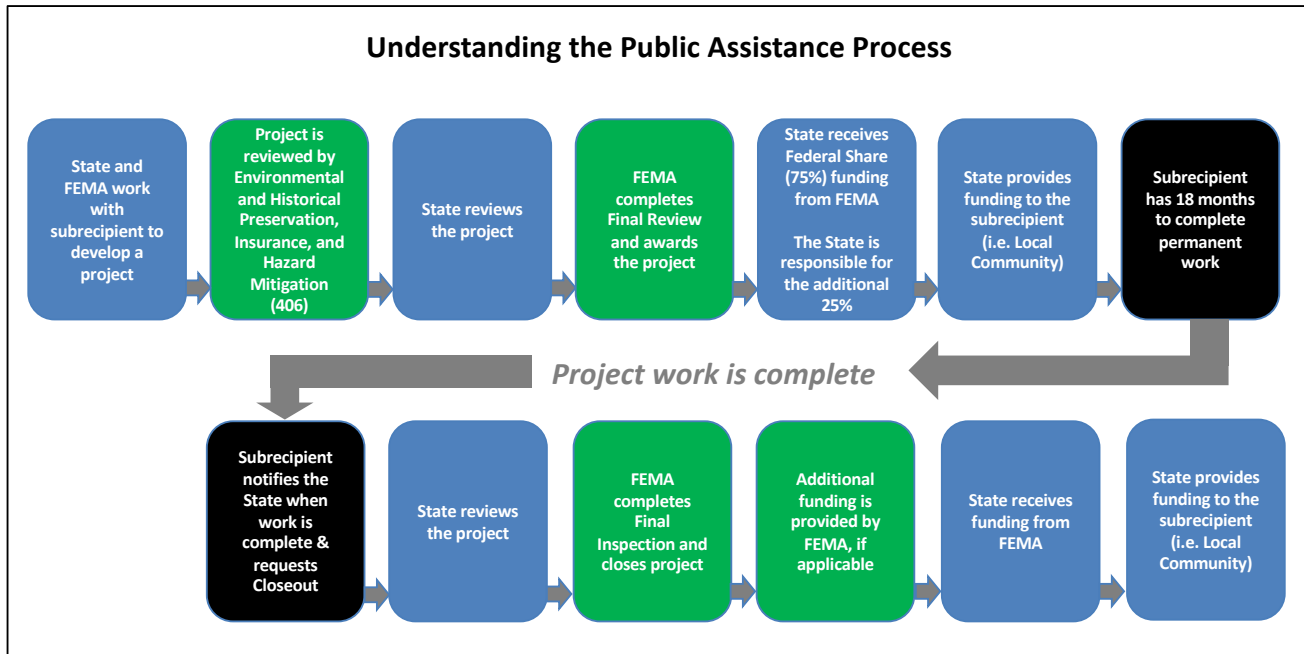 Understanding the Public Assistance Process
State and
FEMA work
with
subrecipient to
develop a
project
Project is
reviewed by
Environmental
and Historical
Preservation,
Insurance, and
Hazard
Mitigation
(406)
State reviews
the project
FEMA
completes
Final Review
and awards
the project
State receives
Federal Share
(75%) funding
from FEMA
The State is
responsible for
the additional
25%
State provides
funding to the
subrecipient
(i.e. Local
Community)
Subrecipient
has 18 months
to complete
permanent
work
Project work is complete
Subrecipient
notifies the
State when
work is
complete &
requests
Closeout
State reviews
the project
FEMA
completes
Final
Inspection and
closes project
Additional
funding is
provided by
FEMA, if
applicable
State receives
funding from
FEMA
State provides
funding to the
subrecipient
(i.e. Local
Community)